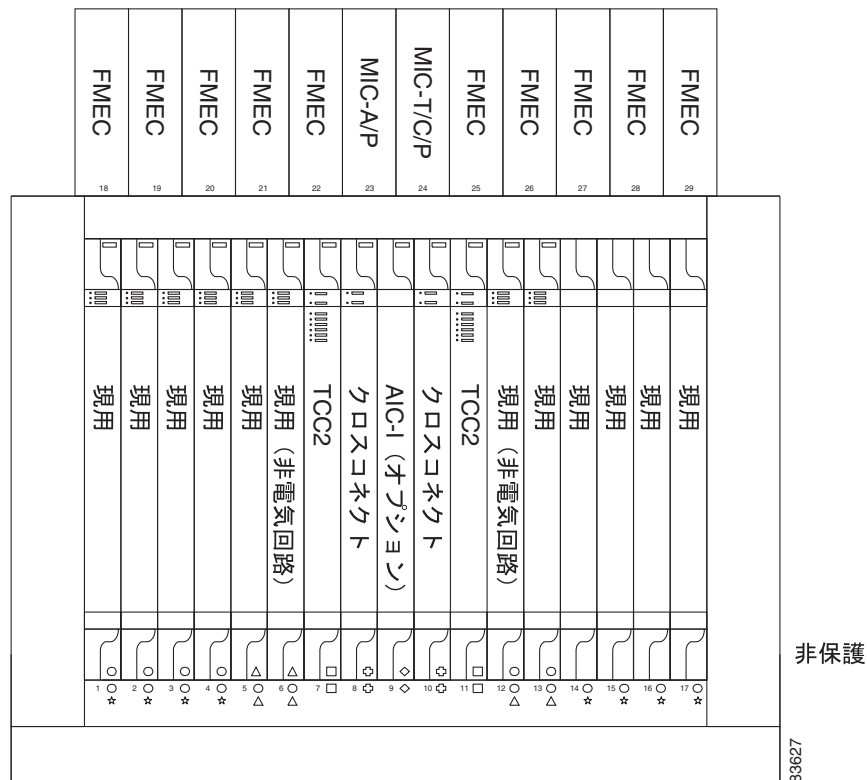 FMEC
FMEC
FMEC
FMEC
FMEC
MIC-A/P
MIC-T/C/P
FMEC
FMEC
FMEC
FMEC
FMEC
18
19
20
21
22
23
24
25
26
27
28
29
現用
現用
現用
現用
現用
現用（非電気回路）
TCC2
クロスコネクト
AIC-I（オプション）
クロスコネクト
TCC2
現用（非電気回路）
現用
現用
現用
現用
現用
非保護
1
2
3
4
5
6
7
8
9
10
11
12
13
14
15
16
17
83627